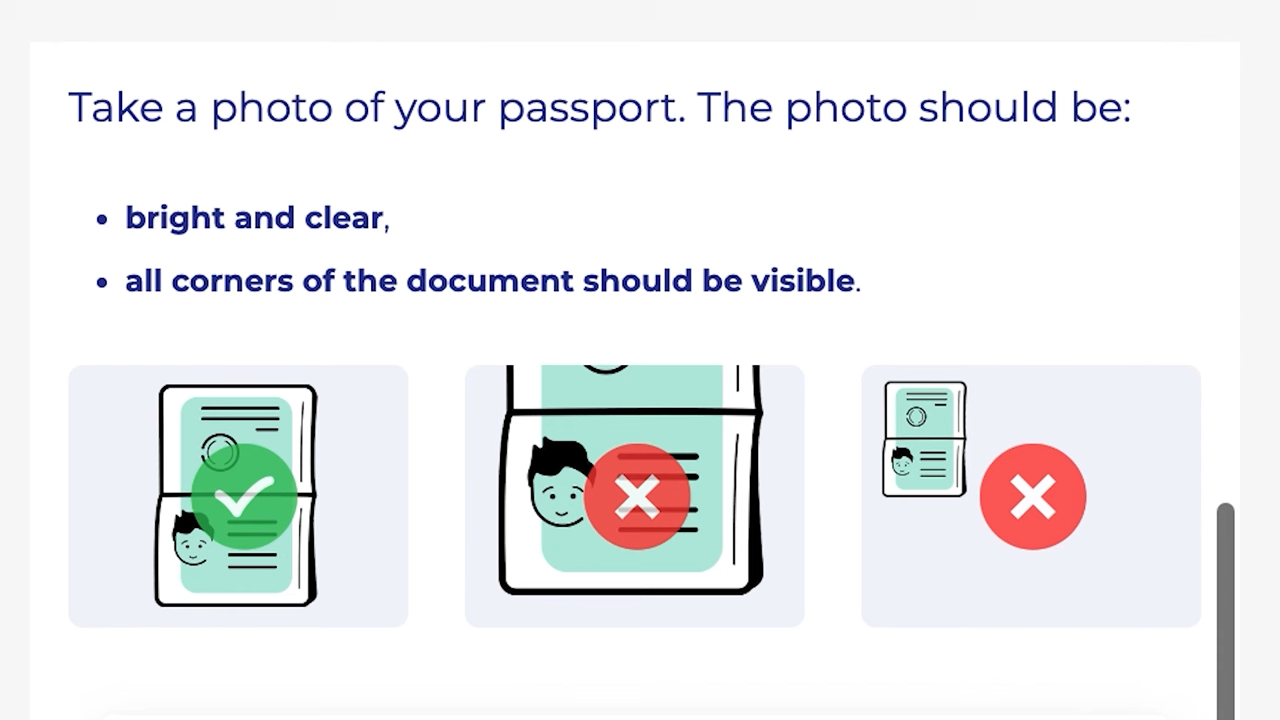 Take a photo of your passport. The photo should be:
bright and clear,
all corners of the document should be visible.